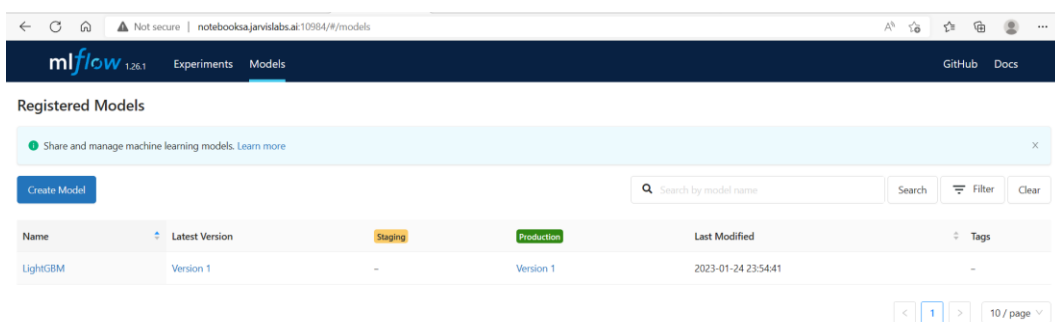 Not secure | notebooksa.jarvislabs.ai:10984/#/models
mlflow 1.26.1 Experiments Models GitHub Docs
Registered Models
Share and manage machine learning models. Learn more
Create Model Search by model name Search Filter Clear
Name Latest Version Staging Production Last Modified Tags
LightGBM Version 1 – Version 1 2023-01-24 23:54:41 –
1 10 / page